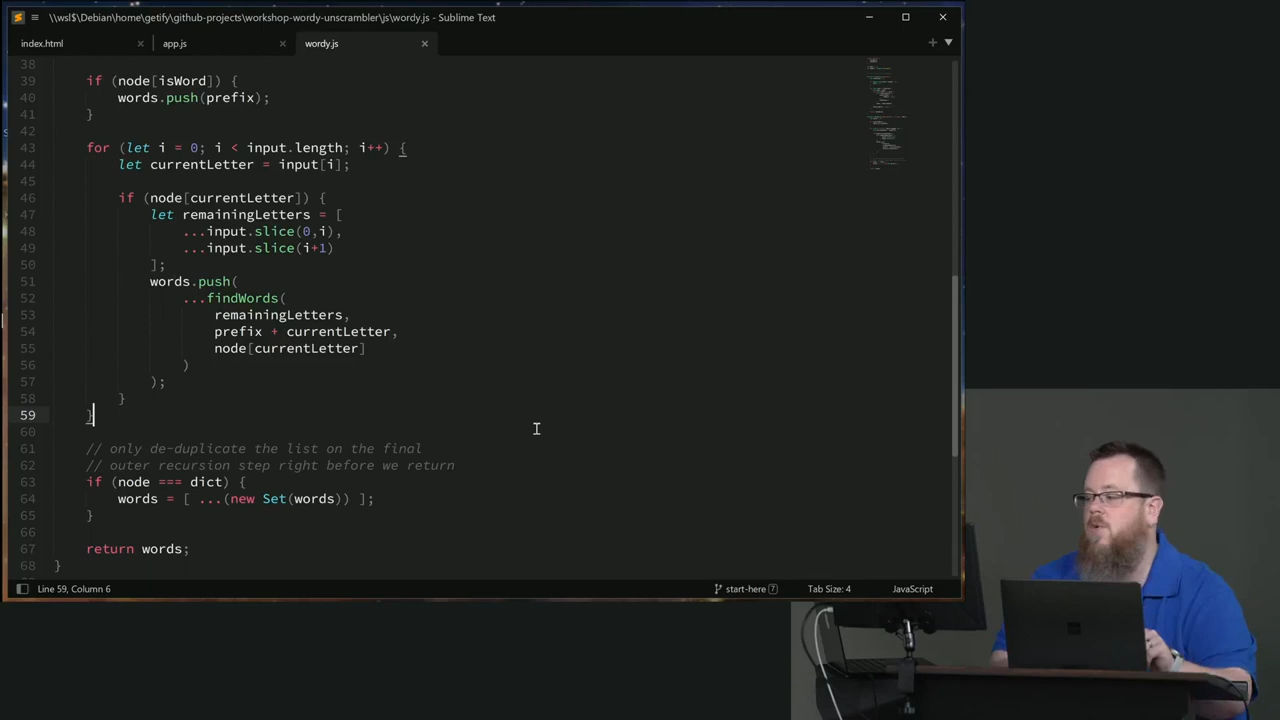 \\wsl$\Debian\home\getify\github-projects\workshop-wordy-unscrambler\js\wordy.js - Sublime Text
index.html
app.js
wordy.js
38
39 if (node[isWord]) {
40 words.push(prefix);
41 }
42
43 for (let i = 0; i < input.length; i++) {
44 let currentLetter = input[i];
45
46 if (node[currentLetter]) {
47 let remainingLetters = [
48 ...input.slice(0,i),
49 ...input.slice(i+1)
50 ];
51 words.push(
52 ...findWords(
53 remainingLetters,
54 prefix + currentLetter,
55 node[currentLetter]
56 )
57 );
58 }
59 }
60
61 // only de-duplicate the list on the final
62 // outer recursion step right before we return
63 if (node === dict) {
64 words = [ ...(new Set(words)) ];
65 }
66
67 return words;
68 }
Line 59, Column 6
start-here 7
Tab Size: 4
JavaScript